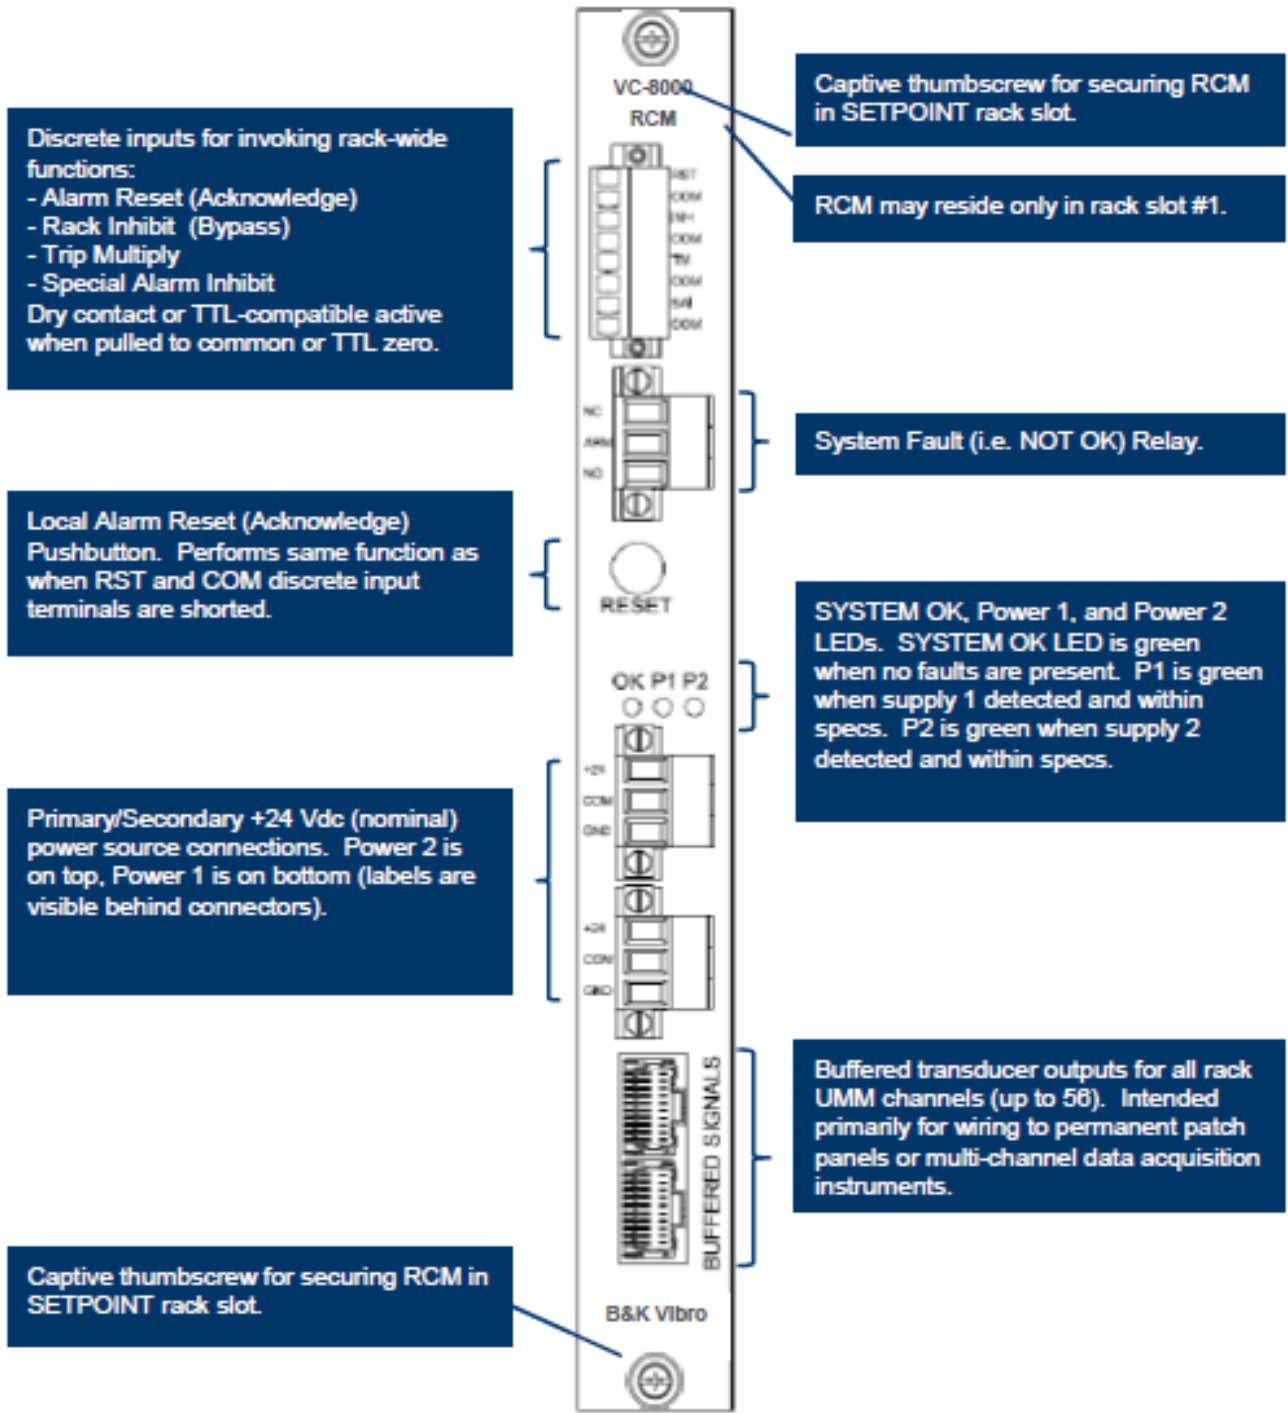 VC-8000
RCM
Captive thumbscrew for securing RCM
in SETPOINT rack slot.
RCM may reside only in rack slot #1.
Discrete inputs for invoking rack-wide
functions:
- Alarm Reset (Acknowledge)
- Rack Inhibit (Bypass)
- Trip Multiply
- Special Alarm Inhibit
Dry contact or TTL-compatible active
when pulled to common or TTL zero.
RST
COM
INH
COM
TM
COM
SAI
COM
NC
ARM
NO
System Fault (i.e. NOT OK) Relay.
Local Alarm Reset (Acknowledge)
Pushbutton. Performs same function as
when RST and COM discrete input
terminals are shorted.
RESET
SYSTEM OK, Power 1, and Power 2
LEDs. SYSTEM OK LED is green
when no faults are present. P1 is green
when supply 1 detected and within
specs. P2 is green when supply 2
detected and within specs.
OK P1 P2
Primary/Secondary +24 Vdc (nominal)
power source connections. Power 2 is
on top, Power 1 is on bottom (labels are
visible behind connectors).
+24
COM
GND
+24
COM
GND
BUFFERED SIGNALS
Buffered transducer outputs for all rack
UMM channels (up to 56). Intended
primarily for wiring to permanent patch
panels or multi-channel data acquisition
instruments.
Captive thumbscrew for securing RCM in
SETPOINT rack slot.
B&K Vibro